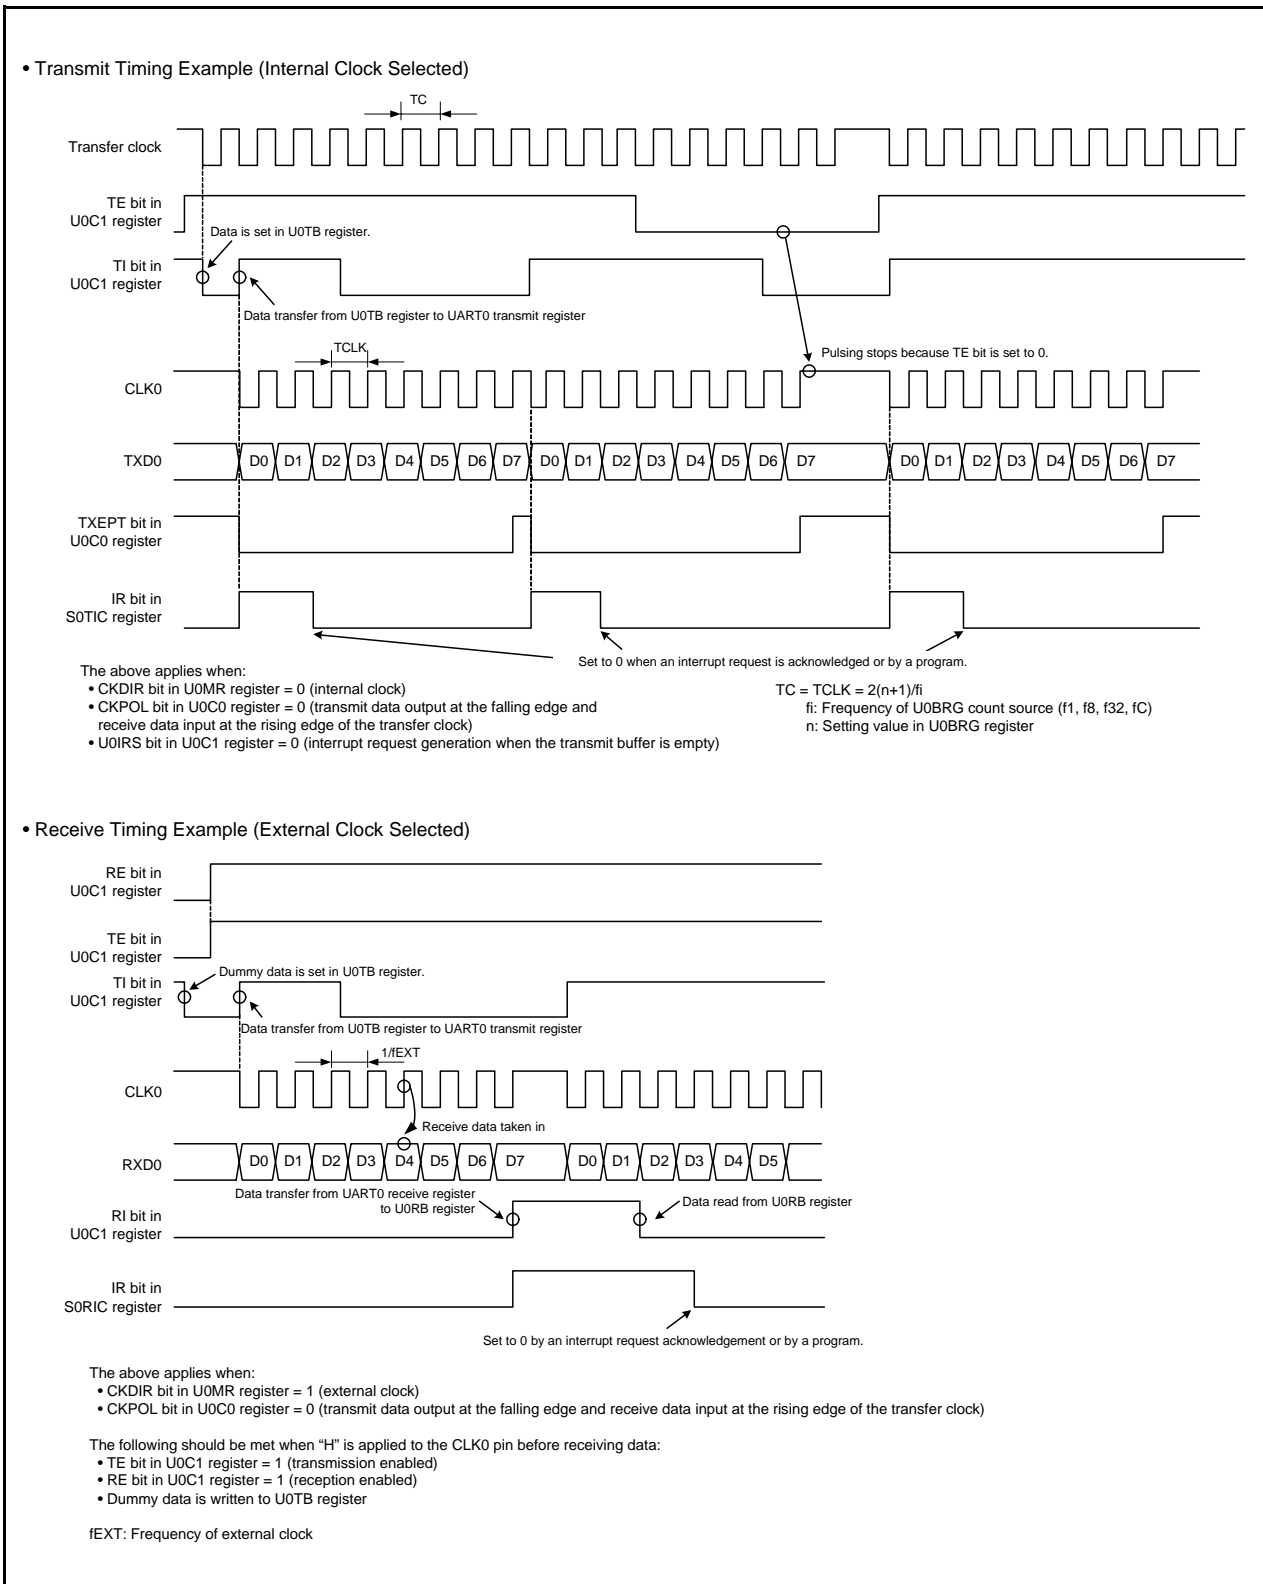 • Transmit Timing Example (Internal Clock Selected)
TC
Transfer clock
TE bit in
U0C1 register
Data is set in U0TB register.
TI bit in
U0C1 register
Data transfer from U0TB register to UART0 transmit register
TCLK
Pulsing stops because TE bit is set to 0.
CLK0
TXD0 D0 D1 D2 D3 D4 D5 D6 D7 D0 D1 D2 D3 D4 D5 D6 D7 D0 D1 D2 D3 D4 D5 D6 D7
TXEPT bit in
U0C0 register
IR bit in
S0TIC register
Set to 0 when an interrupt request is acknowledged or by a program.
The above applies when:
• CKDIR bit in U0MR register = 0 (internal clock)
• CKPOL bit in U0C0 register = 0 (transmit data output at the falling edge and
receive data input at the rising edge of the transfer clock)
• U0IRS bit in U0C1 register = 0 (interrupt request generation when the transmit buffer is empty)
TC = TCLK = 2(n+1)/fi
fi: Frequency of U0BRG count source (f1, f8, f32, fC)
n: Setting value in U0BRG register
• Receive Timing Example (External Clock Selected)
RE bit in
U0C1 register
TE bit in
U0C1 register
TI bit in
U0C1 register
Dummy data is set in U0TB register.
Data transfer from U0TB register to UART0 transmit register
1/fEXT
CLK0
Receive data taken in
RXD0 D0 D1 D2 D3 D4 D5 D6 D7 D0 D1 D2 D3 D4 D5
Data transfer from UART0 receive register
to U0RB register
Data read from U0RB register
RI bit in
U0C1 register
IR bit in
S0RIC register
Set to 0 by an interrupt request acknowledgement or by a program.
The above applies when:
• CKDIR bit in U0MR register = 1 (external clock)
• CKPOL bit in U0C0 register = 0 (transmit data output at the falling edge and receive data input at the rising edge of the transfer clock)
The following should be met when “H” is applied to the CLK0 pin before receiving data:
• TE bit in U0C1 register = 1 (transmission enabled)
• RE bit in U0C1 register = 1 (reception enabled)
• Dummy data is written to U0TB register
fEXT: Frequency of external clock